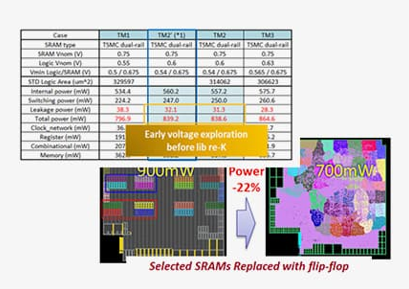 Case TM1 TM2' (*1) TM2 TM3
SRAM type TSMC dual-rail TSMC dual-rail TSMC dual-rail TSMC dual-rail
SRAM Vnom (V) 0.75 0.75 0.75 0.75
Logic Vnom (V) 0.55 0.6 0.6 0.63
Vmin Logic/SRAM (V) 0.5 / 0.675 0.54 / 0.675 0.54 / 0.675 0.565 / 0.675
STD Logic Area (um^2) 329597 314062 306623
Internal power (mW) 534.4 560.2 557.2 575.7
Switching power (mW) 224.2 247.0 250.0 260.6
Leakage power (mW) 38.3 32.1 31.3 28.3
Total power (mW) 796.9 839.2 838.6 864.6
Clock_network (mW) 36.
Register (mW) 191
Combinational (mW) 207
Memory (mW)
Early voltage exploration
before lib re-K
900mW
Power
-22%
700mW
Selected SRAMs Replaced with flip-flop